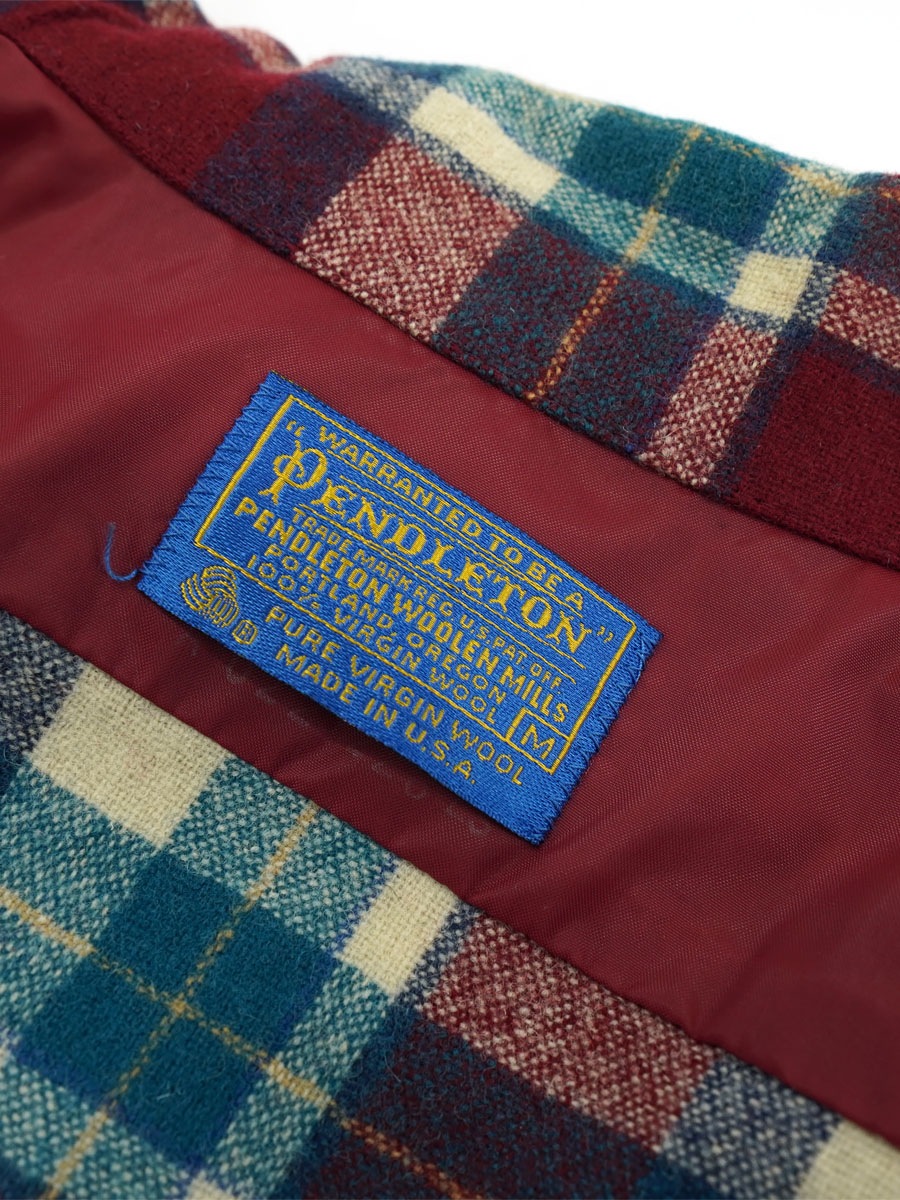 "WARRANTED TO BE A
PENDLETON"
TRADE MARK REG. U.S. PAT. OFF.
PENDLETON WOOLEN MILLS
PORTLAND, OREGON
100% VIRGIN WOOL
M
PURE VIRGIN WOOL
MADE IN U.S.A.